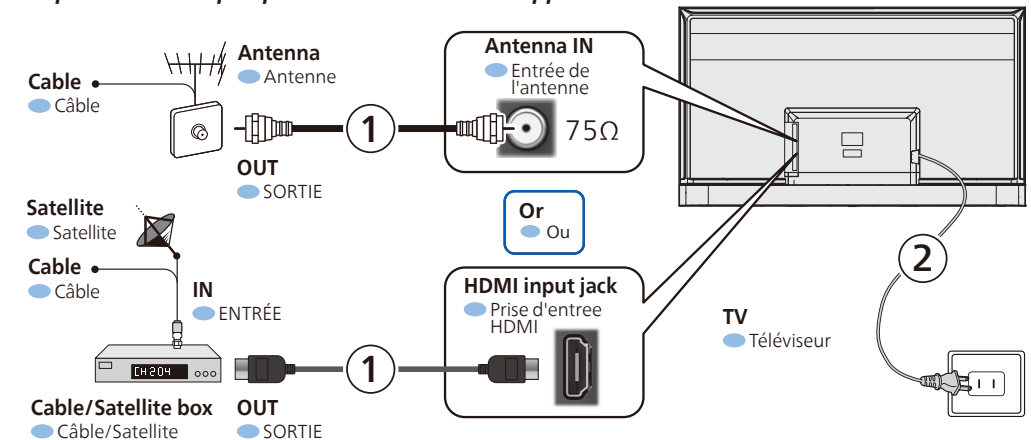 Antenna
Antenne
Cable
Câble
OUT
SORTIE
1
Antenna IN
Entrée de
l'antenne
75Ω
Or
Ou
Satellite
Satellite
Cable
Câble
IN
ENTRÉE
CH204
Cable/Satellite box
Câble/Satellite
OUT
SORTIE
1
HDMI input jack
Prise d'entree
HDMI
TV
Téléviseur
2